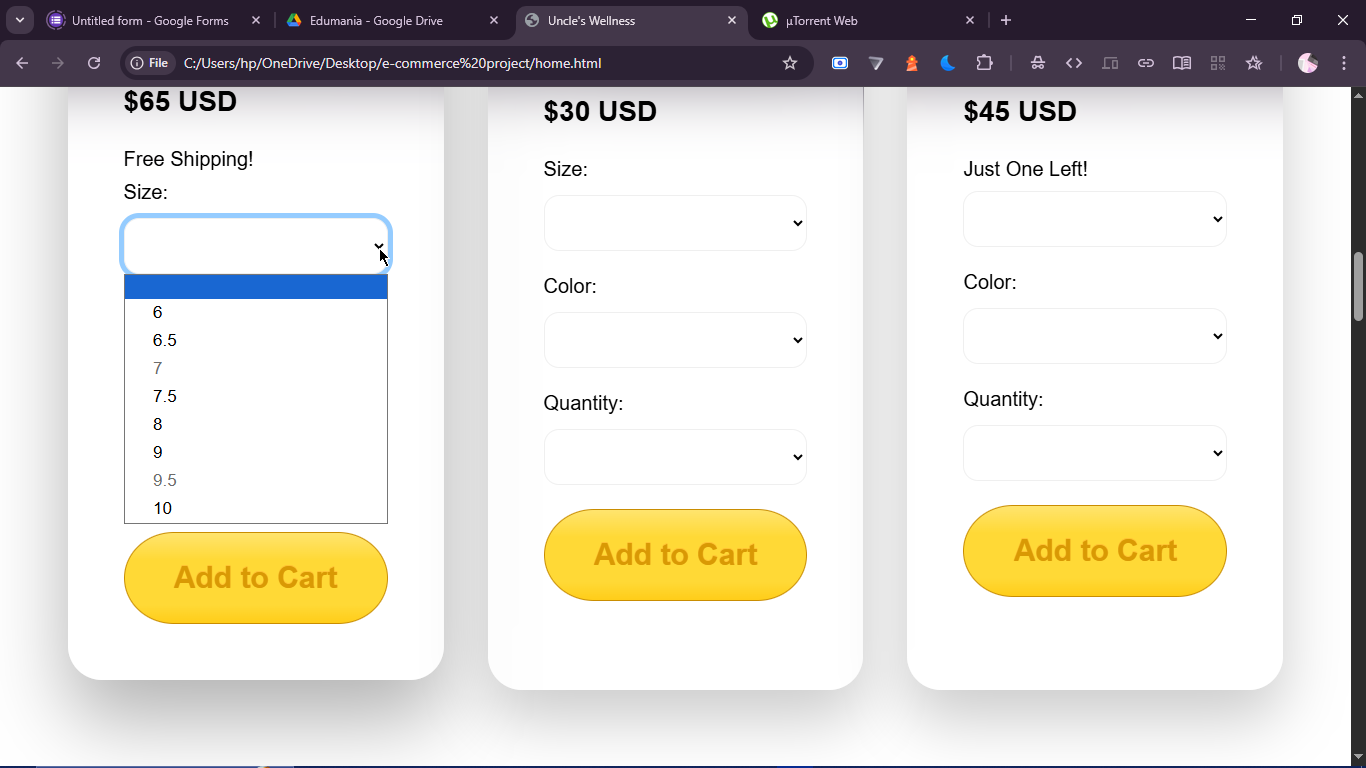 Untitled form - Google Forms
Edumania - Google Drive
Uncle's Wellness
µTorrent Web
File
C:/Users/hp/OneDrive/Desktop/e-commerce%20project/home.html
$65 USD
Free Shipping!
Size:
6
6.5
7
7.5
8
9
9.5
10
Add to Cart
$30 USD
Size:
Color:
Quantity:
Add to Cart
$45 USD
Just One Left!
Color:
Quantity:
Add to Cart